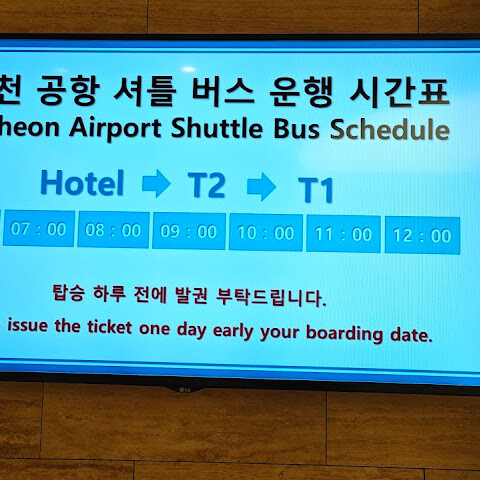 천 공항 셔틀 버스 운행 시간표
heon Airport Shuttle Bus Schedule
Hotel ➡ T2 ➡ T1
07 : 00 08 : 00 09 : 00 10 : 00 11 : 00 12 : 00
탑승 하루 전에 발권 부탁드립니다.
issue the ticket one day early your boarding date.
LG